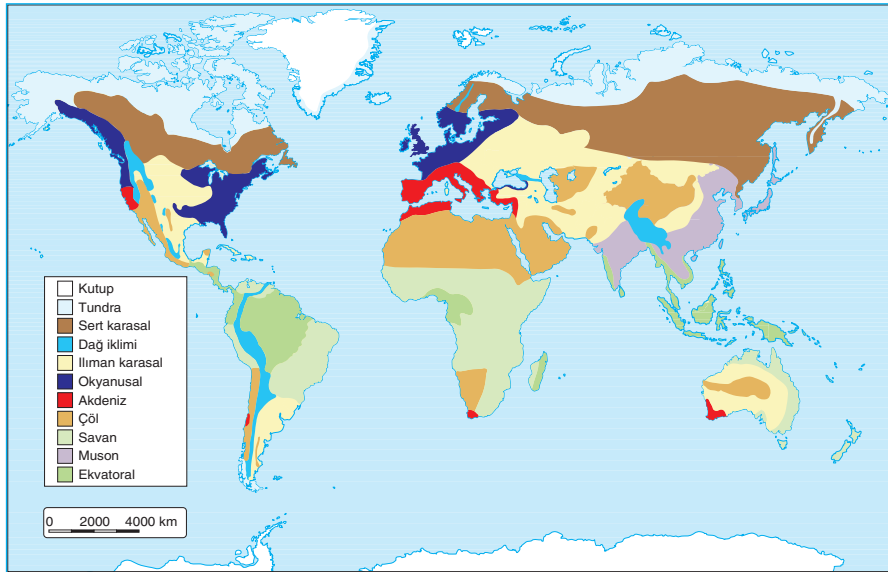 Kutup
Tundra
Sert karasal
Dağ iklimi
Ilıman karasal
Okyanusal
Akdeniz
Çöl
Savan
Muson
Ekvatoral
0 2000 4000 km